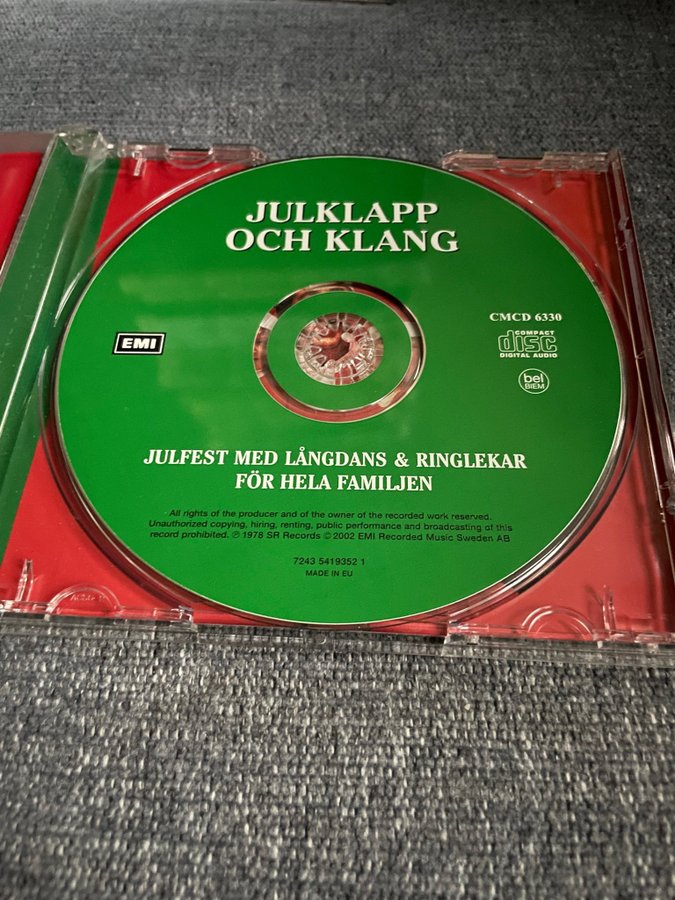 JULKLAPP
OCH KLANG
CMCD 6330
EMI
COMPACT
disc
DIGITAL AUDIO
bel
BIEM
JULFEST MED LÅNGDANS & RINGLEKAR
FÖR HELA FAMILJEN
All rights of the producer and of the owner of the recorded work reserved.
Unauthorized copying, hiring, renting, public performance and broadcasting of this
record prohibited. ℗ 1978 SR Records © 2002 EMI Recorded Music Sweden AB
7243 5419352 1
MADE IN EU